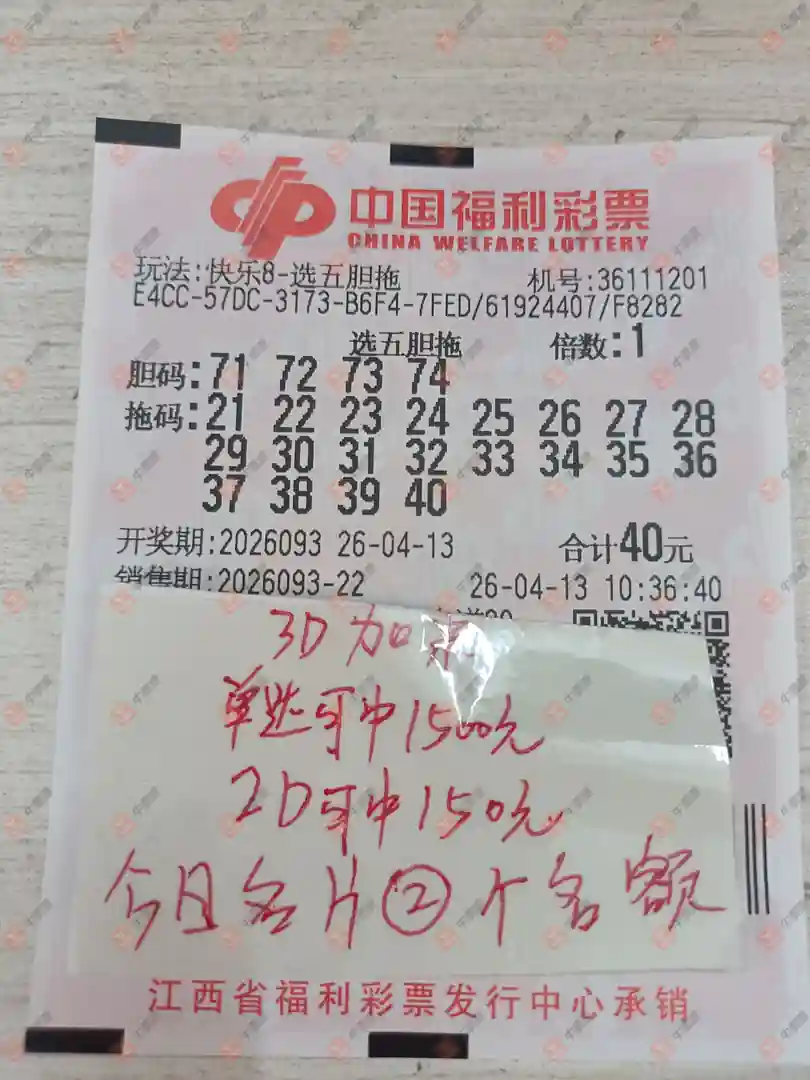 中国福利彩票
CHINA WELFARE LOTTERY
玩法:快乐8-选五胆拖 机号:36111201
E4CC-57DC-3173-B6F4-7FED/61924407/F8282
选五胆拖 倍数:1
胆码:71 72 73 74
拖码:21 22 23 24 25 26 27 28
29 30 31 32 33 34 35 36
37 38 39 40
开奖期:2026093 26-04-13 合计40元
销售期:2026093-22 26-04-13 10:36:40
3D加奖
单选可中1500元
2D可中150元
今日名片②个名额
江西省福利彩票发行中心承销